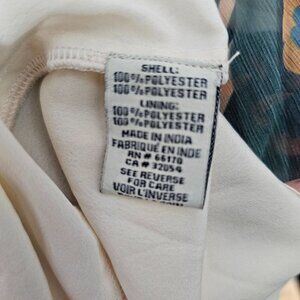 SHELL:
100%POLYESTER
100%POLYESTER
LINING:
100%POLYESTER
100%POLYESTER
MADE IN INDIA
FABRIQUÉ EN INDE
RN # 66170
CA # 32054
SEE REVERSE
FOR CARE
VOIR L'INVERSE